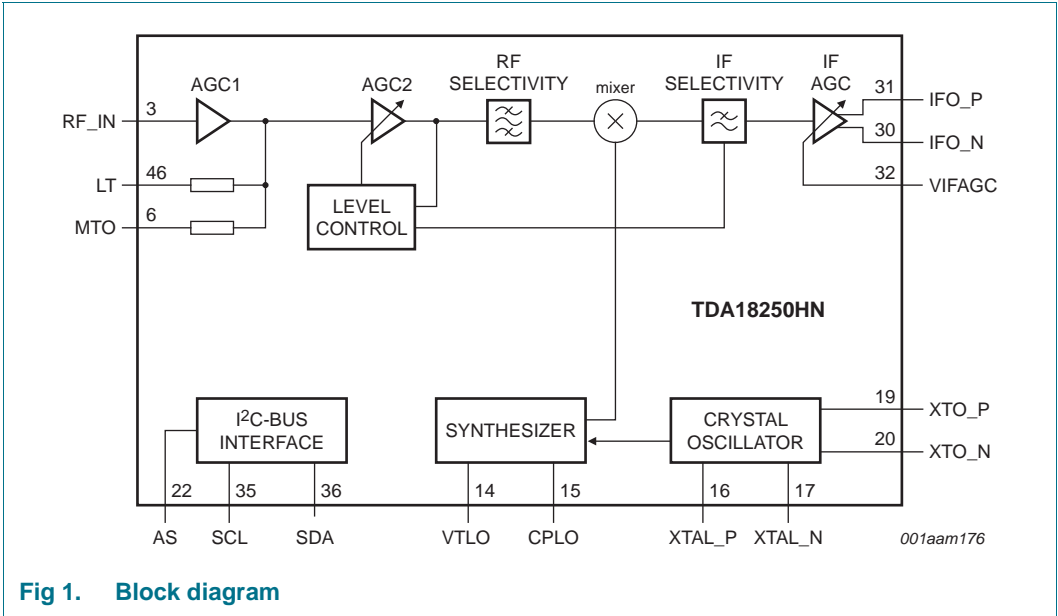 RF
SELECTIVITY
IF
SELECTIVITY
IF
AGC
AGC1
AGC2
mixer
31
IFO_P
3
RF_IN
30
IFO_N
46
LT
32
VIFAGC
6
MTO
LEVEL
CONTROL
TDA18250HN
19
XTO_P
I²C-BUS
INTERFACE
SYNTHESIZER
CRYSTAL
OSCILLATOR
20
XTO_N
22
35
36
14
15
16
17
AS
SCL
SDA
VTLO
CPLO
XTAL_P
XTAL_N
001aam176
Fig 1. Block diagram